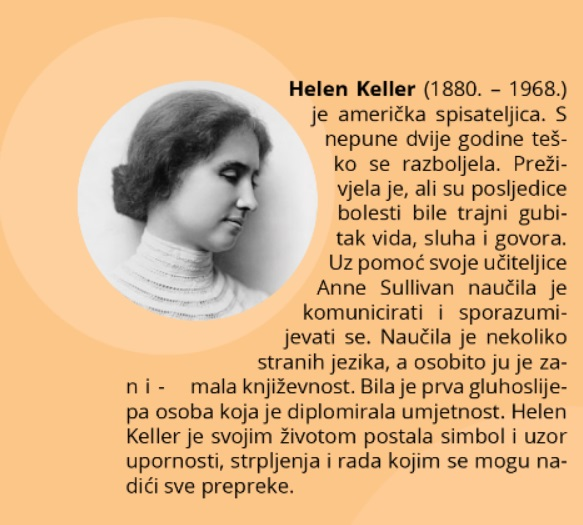 Helen Keller (1880. – 1968.)
je američka spisateljica. S
nepune dvije godine teš-
ko se razboljela. Preži-
vjela je, ali su posljedice
bolesti bile trajni gubi-
tak vida, sluha i govora.
Uz pomoć svoje učiteljice
Anne Sullivan naučila je
komunicirati i sporazumi-
jevati se. Naučila je nekoliko
stranih jezika, a osobito ju je za-
n i - mala književnost. Bila je prva gluhoslije-
pa osoba koja je diplomirala umjetnost. Helen
Keller je svojim životom postala simbol i uzor
upornosti, strpljenja i rada kojim se mogu na-
dići sve prepreke.